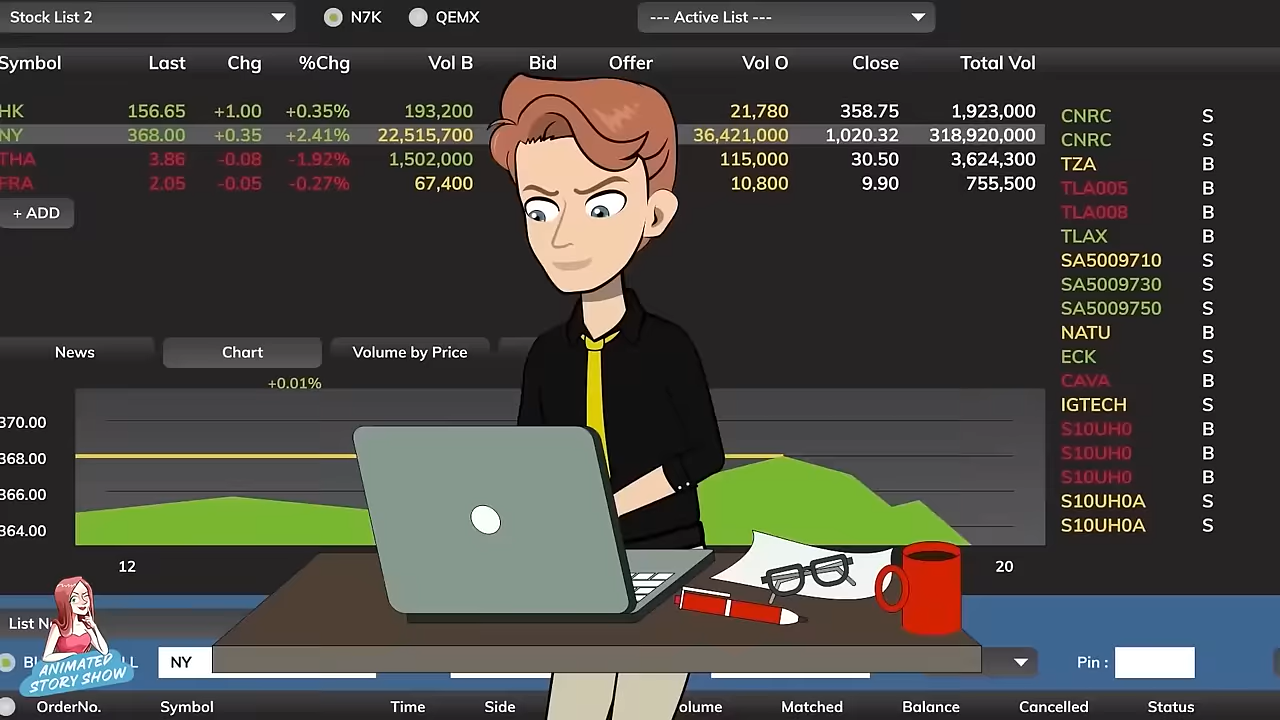 Stock List 2 N7K QEMX --- Active List ---
Symbol Last Chg %Chg Vol B Bid Offer Vol O Close Total Vol
HK 156.65 +1.00 +0.35% 193,200 21,780 358.75 1,923,000
NY 368.00 +0.35 +2.41% 22,515,700 36,421,000 1,020.32 318,920,000
THA 3.86 -0.08 -1.92% 1,502,000 115,000 30.50 3,624,300
FRA 2.05 -0.05 -0.27% 67,400 10,800 9.90 755,500
+ ADD
CNRC S
CNRC S
TZA B
TLA005 B
TLA008 B
TLAX B
SA5009710 S
SA5009730 S
SA5009750 S
NATU B
ECK S
CAVA B
IGTECH S
S10UH0 B
S10UH0 B
S10UH0 B
S10UH0A S
S10UH0A S
News Chart Volume by Price
+0.01%
370.00
368.00
366.00
364.00
12 20
List
NY Pin :
ANIMATED
STORY SHOW
OrderNo. Symbol Time Side Matched Balance Cancelled Status